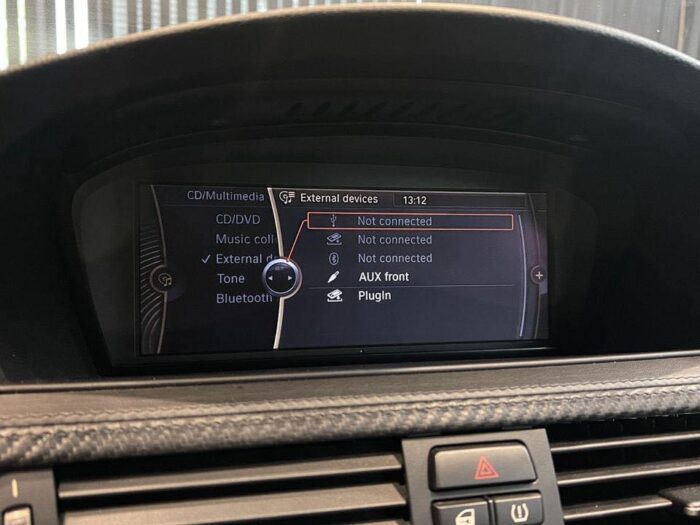 CD/Multimedia
External devices
13:12
CD/DVD
Music coll
✓ External d
Tone
Bluetooth
Not connected
Not connected
Not connected
AUX front
PlugIn